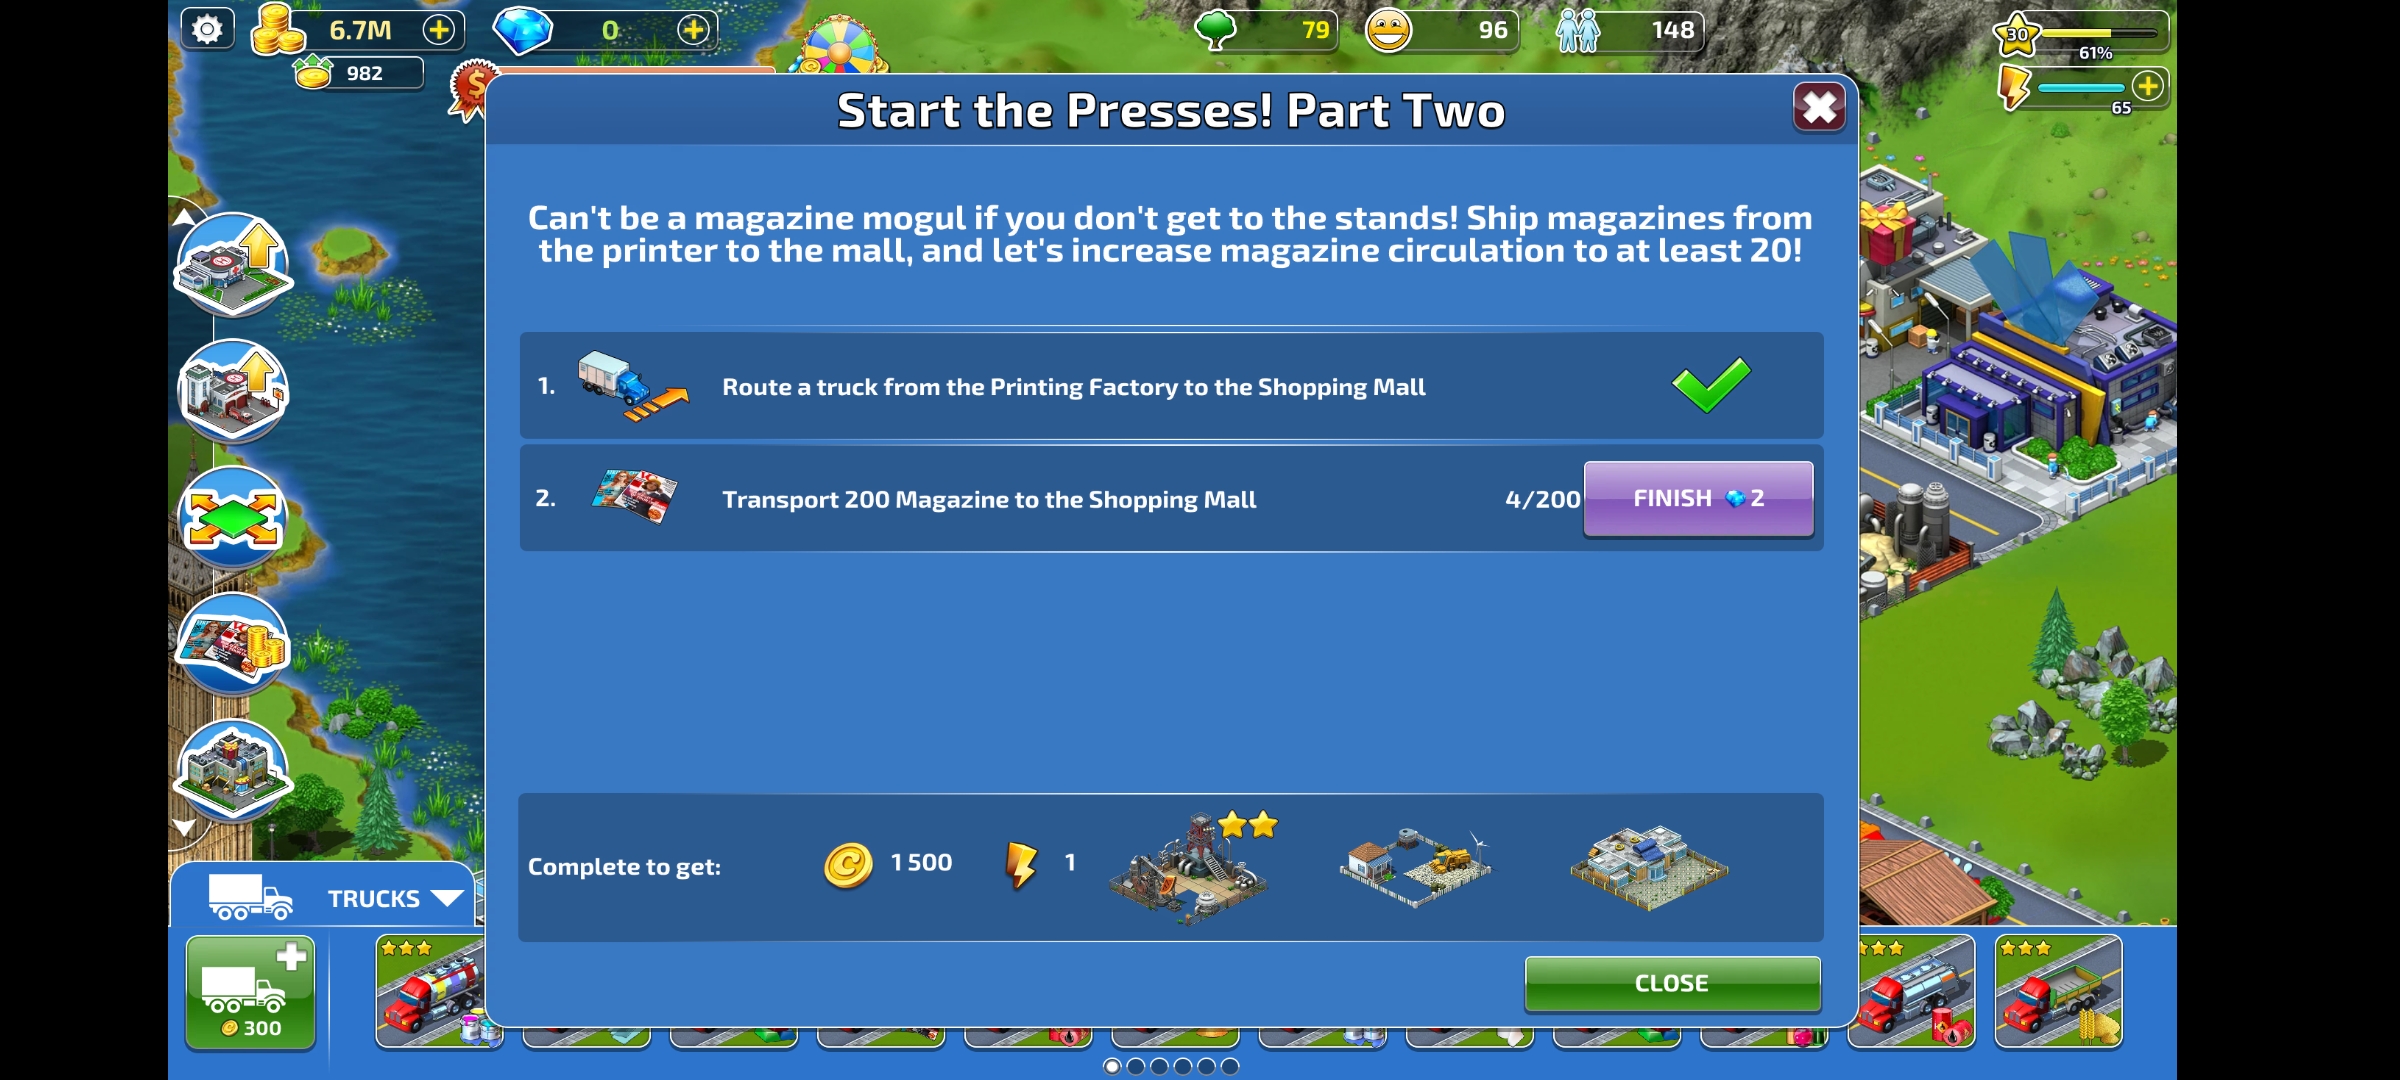 6.7M
0
79
96
148
30
61%
982
65
Start the Presses! Part Two
Can't be a magazine mogul if you don't get to the stands! Ship magazines from
the printer to the mall, and let's increase magazine circulation to at least 20!
1. Route a truck from the Printing Factory to the Shopping Mall
2. Transport 200 Magazine to the Shopping Mall 4/200 FINISH 2
Complete to get: 1500 1
TRUCKS
CLOSE
300